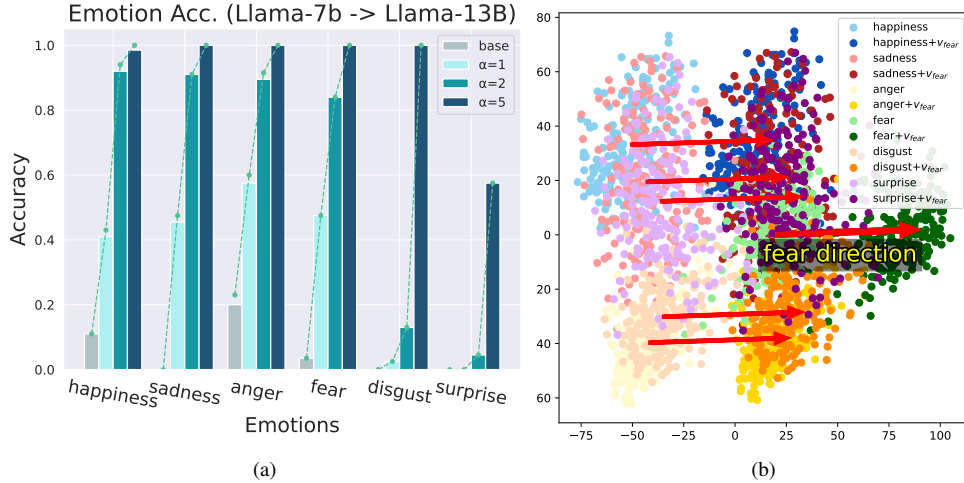 Emotion Acc. (Llama-7b -> Llama-13B)
1.0
0.8
0.6
0.4
0.2
0.0
Accuracy
base
α=1
α=2
α=5
happiness
sadness
anger
fear
disgust
surprise
Emotions
(a)
80
60
40
20
0
20
40
60
−75
−50
−25
0
25
50
75
100
happiness
happiness+v_fear
sadness
sadness+v_fear
anger
anger+v_fear
fear
fear+v_fear
disgust
disgust+v_fear
surprise
surprise+v_fear
fear direction
(b)